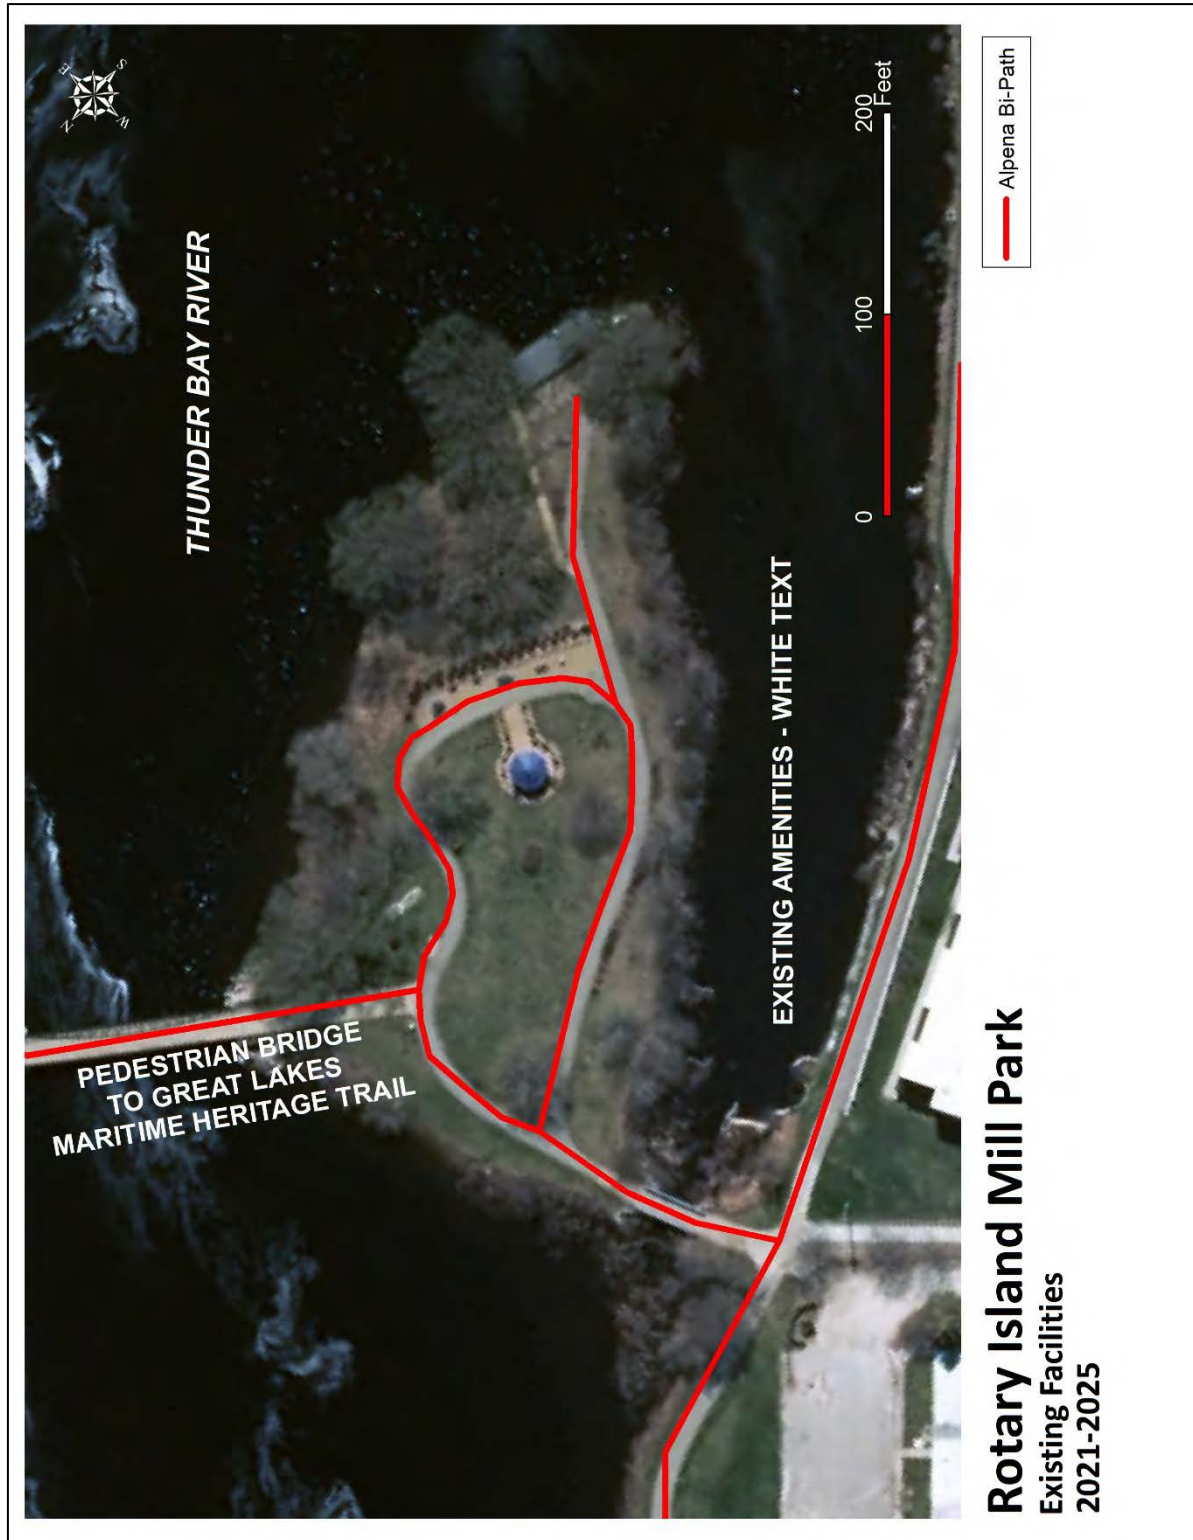 N
E
S
W
THUNDER BAY RIVER
PEDESTRIAN BRIDGE
TO GREAT LAKES
MARITIME HERITAGE TRAIL
EXISTING AMENITIES - WHITE TEXT
0
100
200
Feet
Rotary Island Mill Park
Existing Facilities
2021-2025
Alpena Bi-Path